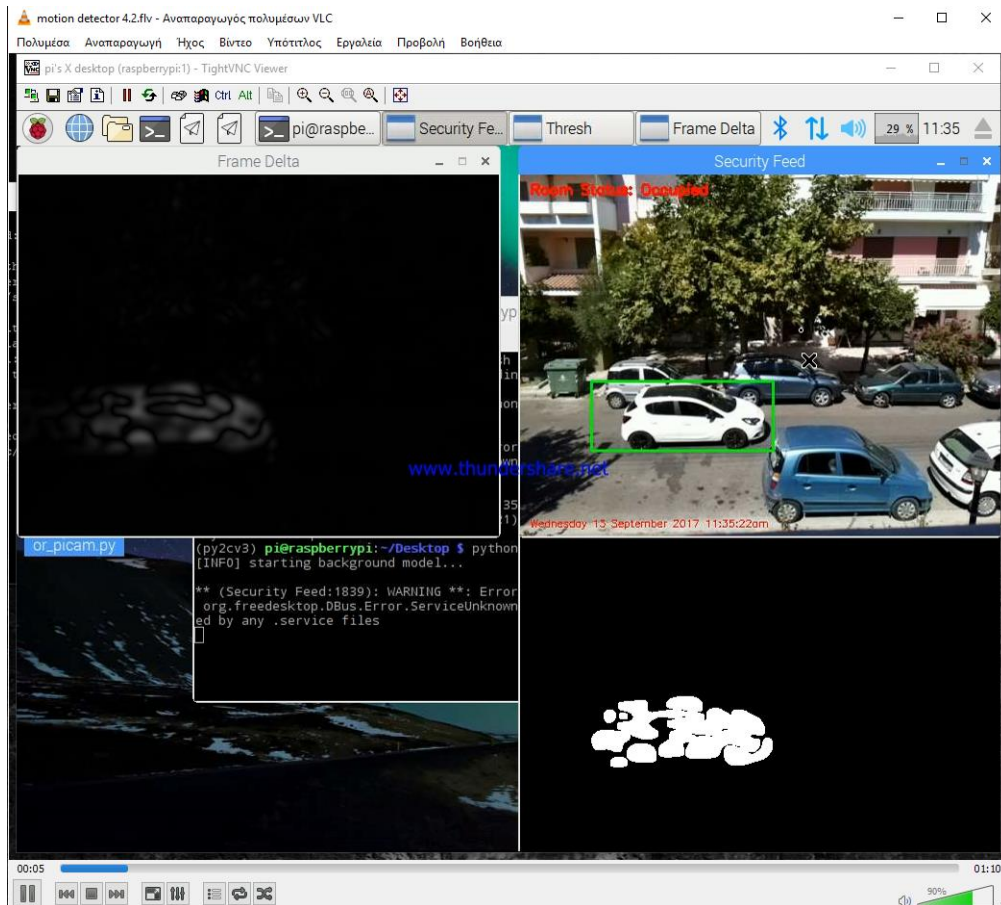 motion detector 4.2.flv - Αναπαραγωγός πολυμέσων VLC
Πολυμέσα Αναπαραγωγή Ήχος Βίντεο Υπότιτλος Εργαλεία Προβολή Βοήθεια
pi's X desktop (raspberrypi:1) - TightVNC Viewer
Ctrl Alt
pi@raspbe... Security Fe... Thresh Frame Delta 29 % 11:35
Frame Delta
Security Feed
Room Status: Occupied
www.thundershare.net
Wednesday 13 September 2017 11:35:22am
or_picam.py
(py2cv3) pi@raspberrypi:~/Desktop $ python
[INFO] starting background model...
** (Security Feed:1839): WARNING **: Error
org.freedesktop.DBus.Error.ServiceUnknown
ed by any .service files
00:05 01:10
90%